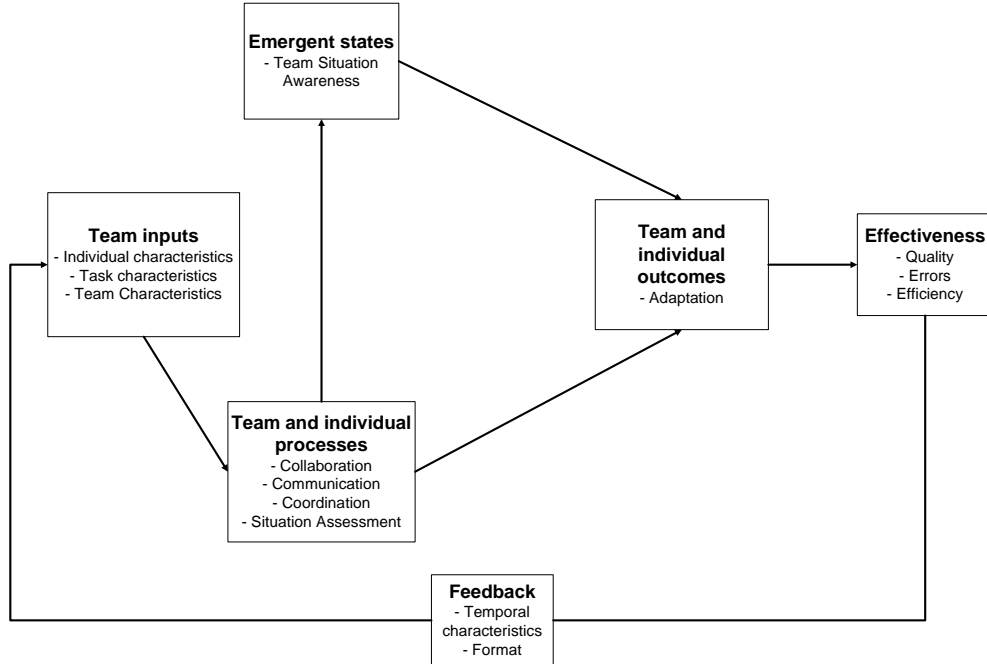 Emergent states
- Team Situation
Awareness
Team inputs
- Individual characteristics
- Task characteristics
- Team Characteristics
Team and
individual
outcomes
- Adaptation
Effectiveness
- Quality
- Errors
- Efficiency
Team and individual
processes
- Collaboration
- Communication
- Coordination
- Situation Assessment
Feedback
- Temporal
characteristics
- Format